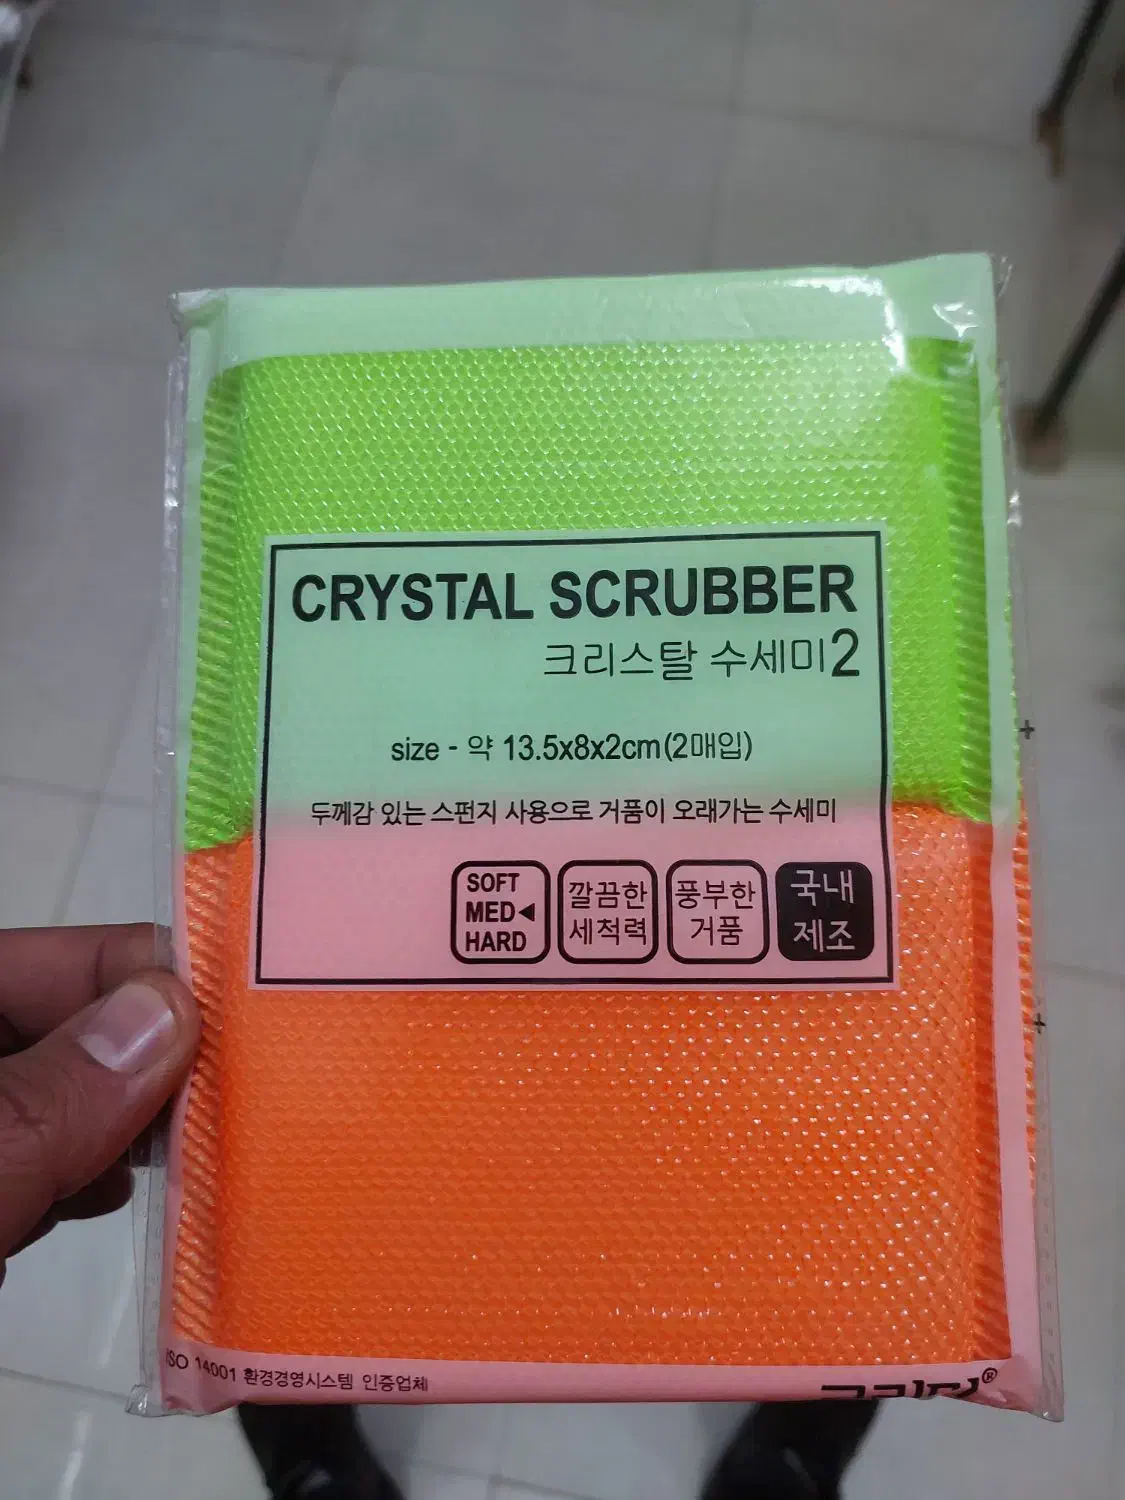 CRYSTAL SCRUBBER
크리스탈 수세미2
size - 약 13.5x8x2cm(2매입)
두께감 있는 스펀지 사용으로 거품이 오래가는 수세미
SOFT
MED◀
HARD
깔끔한
세척력
풍부한
거품
국내
제조
ISO 14001 환경경영시스템 인증업체